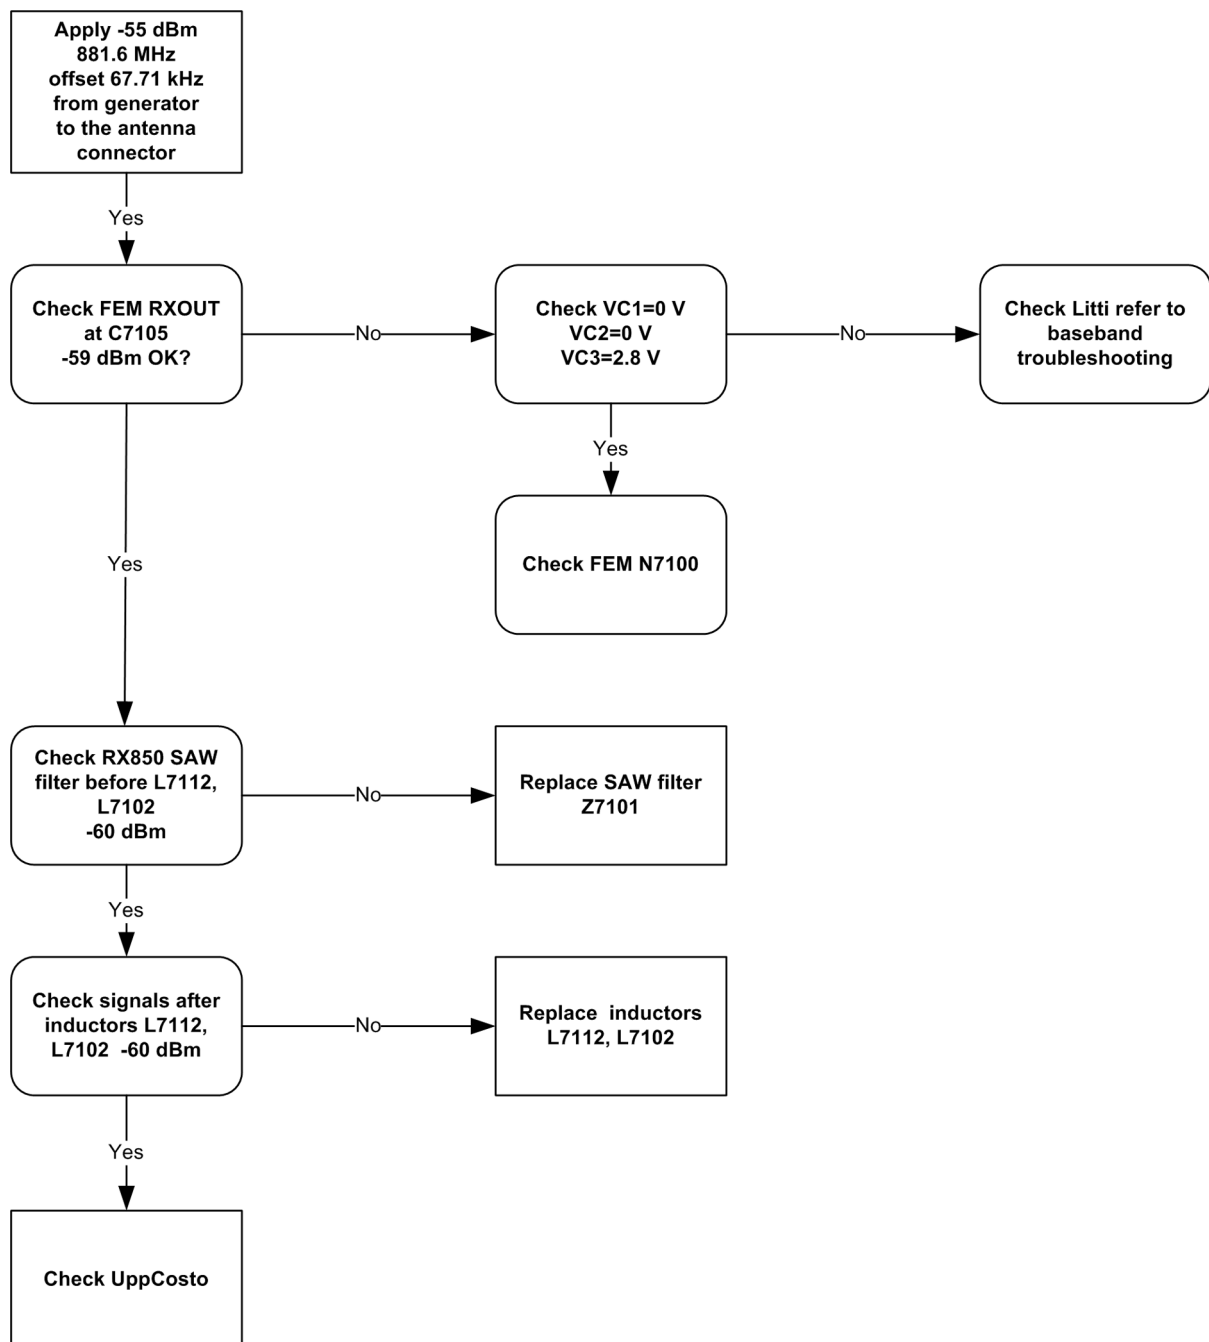 Apply -55 dBm
881.6 MHz
offset 67.71 kHz
from generator
to the antenna
connector
Yes
Check FEM RXOUT
at C7105
-59 dBm OK?
No
Check VC1=0 V
VC2=0 V
VC3=2.8 V
No
Check Litti refer to
baseband
troubleshooting
Yes
Check FEM N7100
Yes
Check RX850 SAW
filter before L7112,
L7102
-60 dBm
No
Replace SAW filter
Z7101
Yes
Check signals after
inductors L7112,
L7102 -60 dBm
No
Replace inductors
L7112, L7102
Yes
Check UppCosto